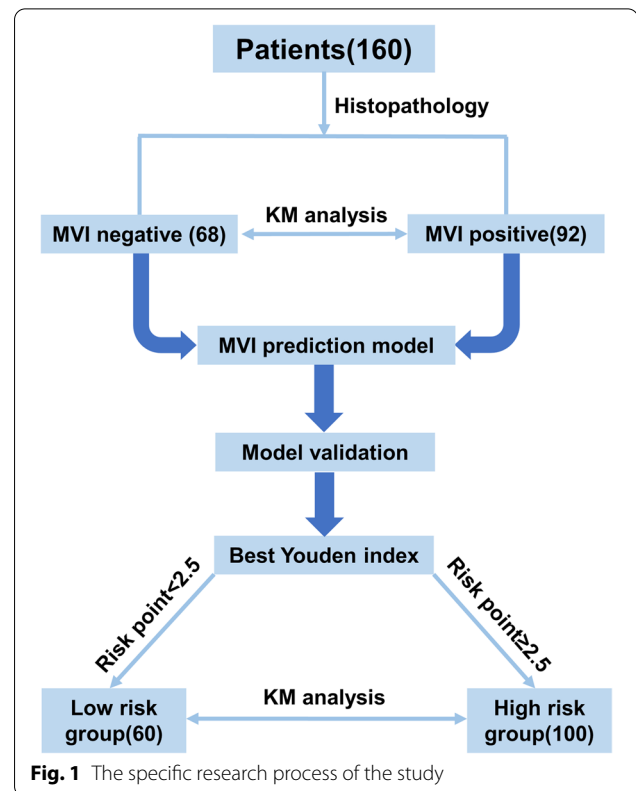 Patients(160)
Histopathology
KM analysis
MVI negative (68)
MVI positive(92)
MVI prediction model
Model validation
Best Youden index
Risk point<2.5
Risk point≥2.5
Low risk
group(60)
KM analysis
High risk
group(100)
Fig. 1 The specific research process of the study